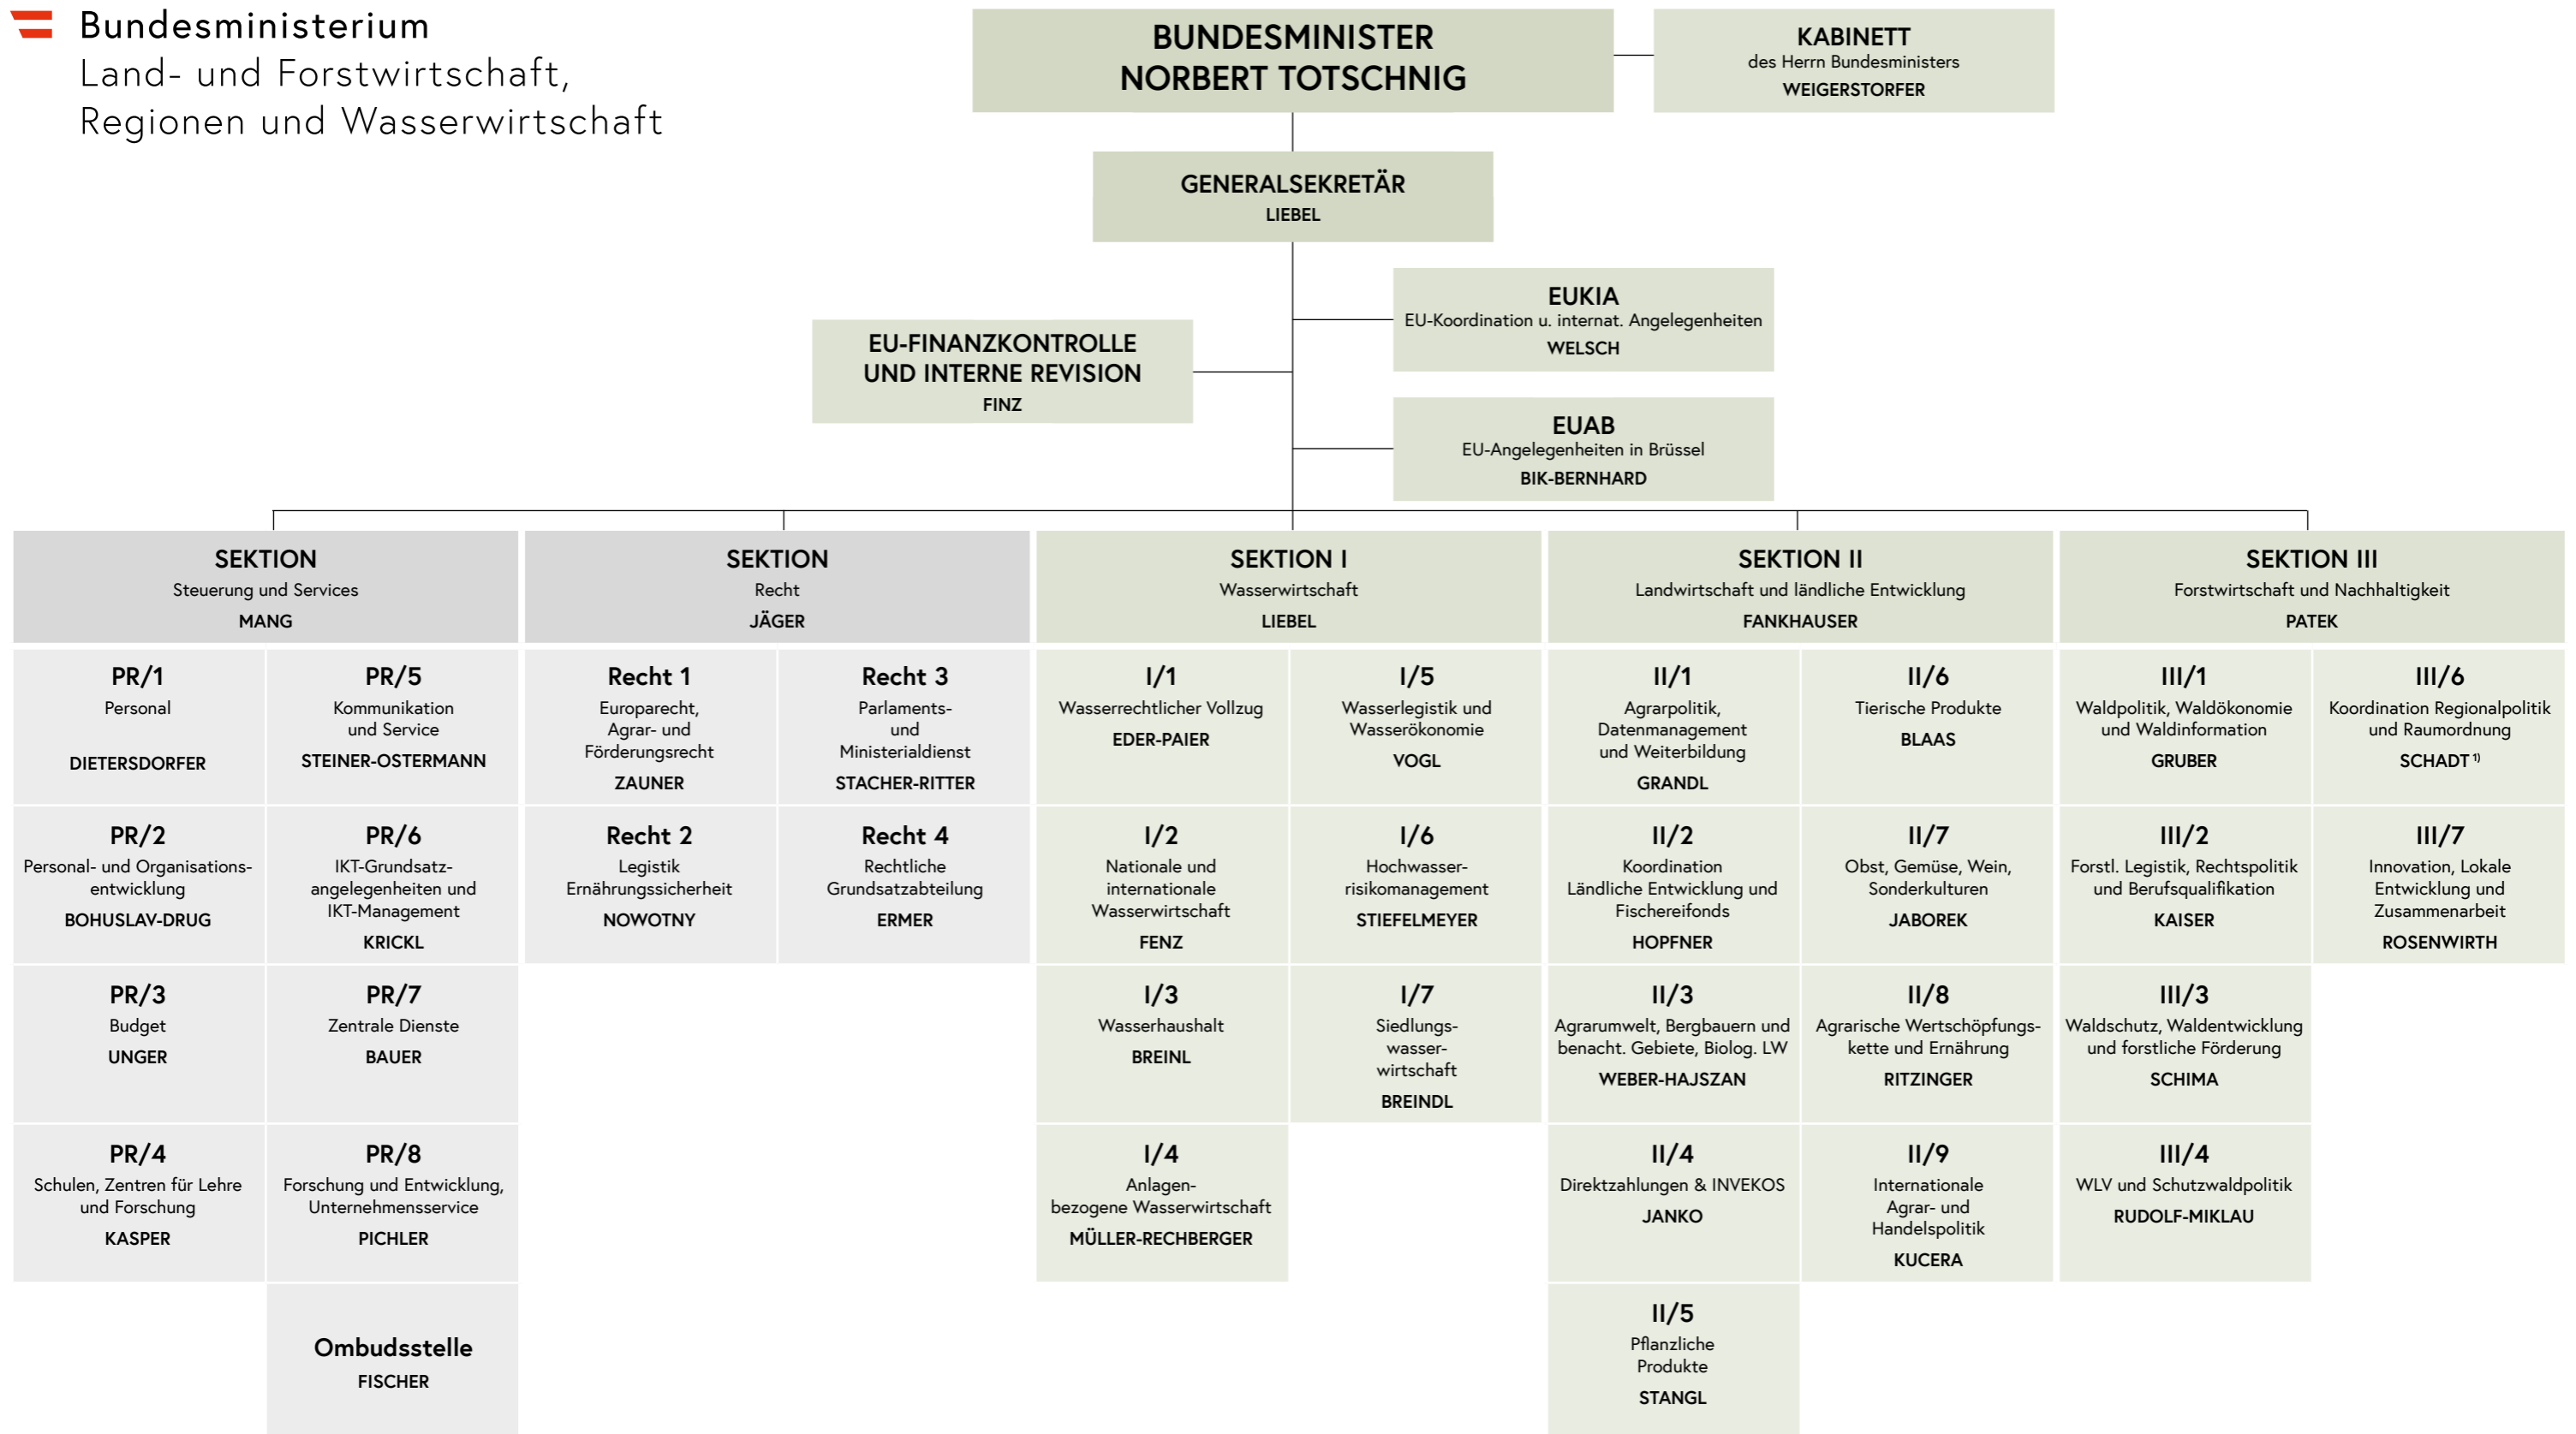 Bundesministerium
Land- und Forstwirtschaft,
Regionen und Wasserwirtschaft
BUNDESMINISTER
NORBERT TOTSCHNIG
KABINETT
des Herrn Bundesministers
WEIGERSTORFER
GENERALSEKRETÄR
LIEBEL
EUKIA
EU-Koordination u. internat. Angelegenheiten
WELSCH
EU-FINANZKONTROLLE
UND INTERNE REVISION
FINZ
EUAB
EU-Angelegenheiten in Brüssel
BIK-BERNHARD
SEKTION
Steuerung und Services
MANG
SEKTION
Recht
JÄGER
SEKTION I
Wasserwirtschaft
LIEBEL
SEKTION II
Landwirtschaft und ländliche Entwicklung
FANKHAUSER
SEKTION III
Forstwirtschaft und Nachhaltigkeit
PATEK
PR/1
Personal
DIETERSDORFER
PR/5
Kommunikation
und Service
STEINER-OSTERMANN
Recht 1
Europarecht,
Agrar- und
Förderungsrecht
ZAUNER
Recht 3
Parlaments-
und
Ministerialdienst
STACHER-RITTER
I/1
Wasserrechtlicher Vollzug
EDER-PAIER
I/5
Wasserlegistik und
Wasserökonomie
VOGL
II/1
Agrarpolitik,
Datenmanagement
und Weiterbildung
GRANDL
II/6
Tierische Produkte
BLAAS
III/1
Waldpolitik, Waldökonomie
und Waldinformation
GRUBER
III/6
Koordination Regionalpolitik
und Raumordnung
SCHADT 1)
PR/2
Personal- und Organisations-
entwicklung
BOHUSLAV-DRUG
PR/6
IKT-Grundsatz-
angelegenheiten und
IKT-Management
KRICKL
Recht 2
Legistik
Ernährungssicherheit
NOWOTNY
Recht 4
Rechtliche
Grundsatzabteilung
ERMER
I/2
Nationale und
internationale
Wasserwirtschaft
FENZ
I/6
Hochwasser-
risikomanagement
STIEFELMEYER
II/2
Koordination
Ländliche Entwicklung und
Fischereifonds
HOPFNER
II/7
Obst, Gemüse, Wein,
Sonderkulturen
JABOREK
III/2
Forstl. Legistik, Rechtspolitik
und Berufsqualifikation
KAISER
III/7
Innovation, Lokale
Entwicklung und
Zusammenarbeit
ROSENWIRTH
PR/3
Budget
UNGER
PR/7
Zentrale Dienste
BAUER
I/3
Wasserhaushalt
BREINL
I/7
Siedlungs-
wasser-
wirtschaft
BREINDL
II/3
Agrarumwelt, Bergbauern und
benacht. Gebiete, Biolog. LW
WEBER-HAJSZAN
II/8
Agrarische Wertschöpfungs-
kette und Ernährung
RITZINGER
III/3
Waldschutz, Waldentwicklung
und forstliche Förderung
SCHIMA
PR/4
Schulen, Zentren für Lehre
und Forschung
KASPER
PR/8
Forschung und Entwicklung,
Unternehmensservice
PICHLER
I/4
Anlagen-
bezogene Wasserwirtschaft
MÜLLER-RECHBERGER
II/4
Direktzahlungen & INVEKOS
JANKO
II/9
Internationale
Agrar- und
Handelspolitik
KUCERA
III/4
WLV und Schutzwaldpolitik
RUDOLF-MIKLAU
Ombudsstelle
FISCHER
II/5
Pflanzliche
Produkte
STANGL